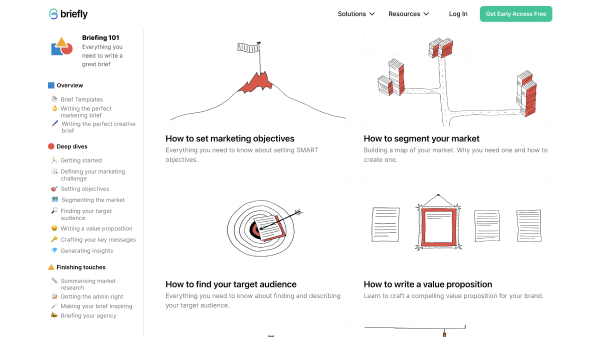 briefly
Solutions
Resources
Log In
Get Early Access Free
Briefing 101
Everything you
need to write a
great brief
Overview
Brief Templates
Writing the perfect
marketing brief
Writing the perfect creative
brief
Deep dives
Getting started
Defining your marketing
challenge
Setting objectives
Segmenting the market
Finding your target
audience
Writing a value proposition
Crafting your key messages
Generating insights
Finishing touches
Summarising market
research
Getting the admin right
Making your brief inspiring
Briefing your agency
How to set marketing objectives
Everything you need to know about setting SMART
objectives.
How to segment your market
Building a map of your market. Why you need one and how to
create one.
How to find your target audience
Everything you need to know about finding and describing
your target audience.
How to write a value proposition
Learn to craft a compelling value proposition for your brand.